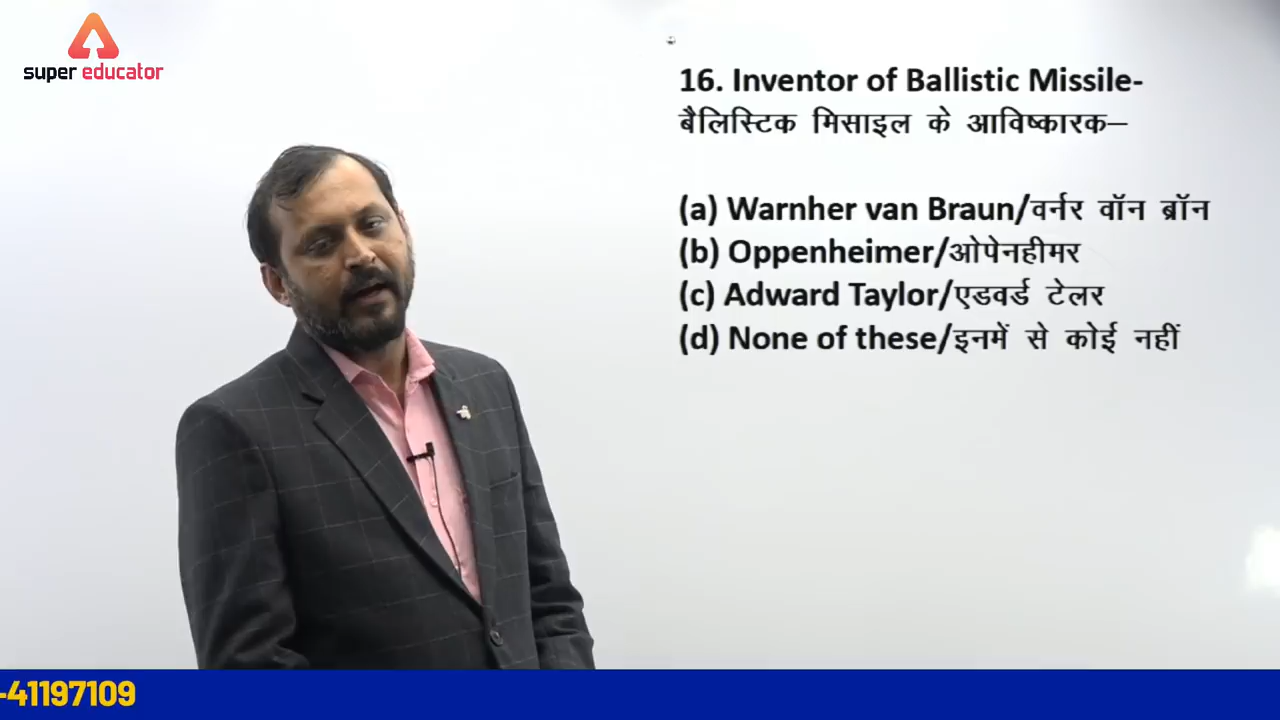 super educator
16. Inventor of Ballistic Missile-
बैलिस्टिक मिसाइल के आविष्कारक–
(a) Warnher van Braun/वर्नर वॉन ब्रॉन
(b) Oppenheimer/ओपेनहीमर
(c) Adward Taylor/एडवर्ड टेलर
(d) None of these/इनमें से कोई नहीं
-41197109